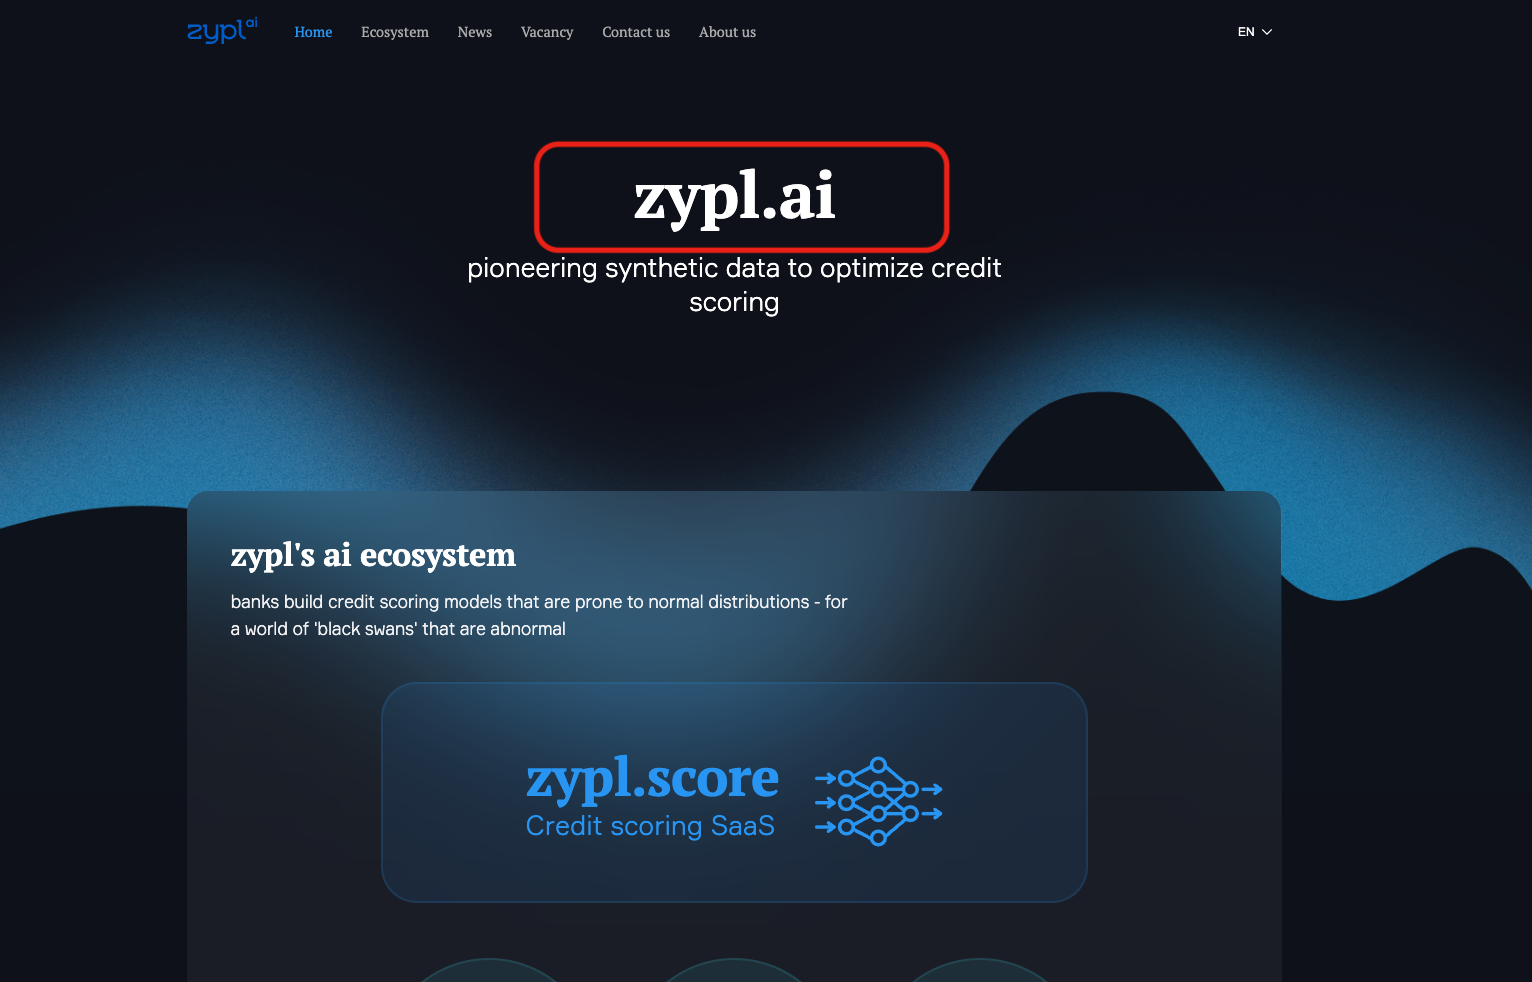 zypl ai
Home
Ecosystem
News
Vacancy
Contact us
About us
EN
zypl.ai
pioneering synthetic data to optimize credit
scoring
zypl's ai ecosystem
banks build credit scoring models that are prone to normal distributions - for
a world of 'black swans' that are abnormal
zypl.score
Credit scoring SaaS